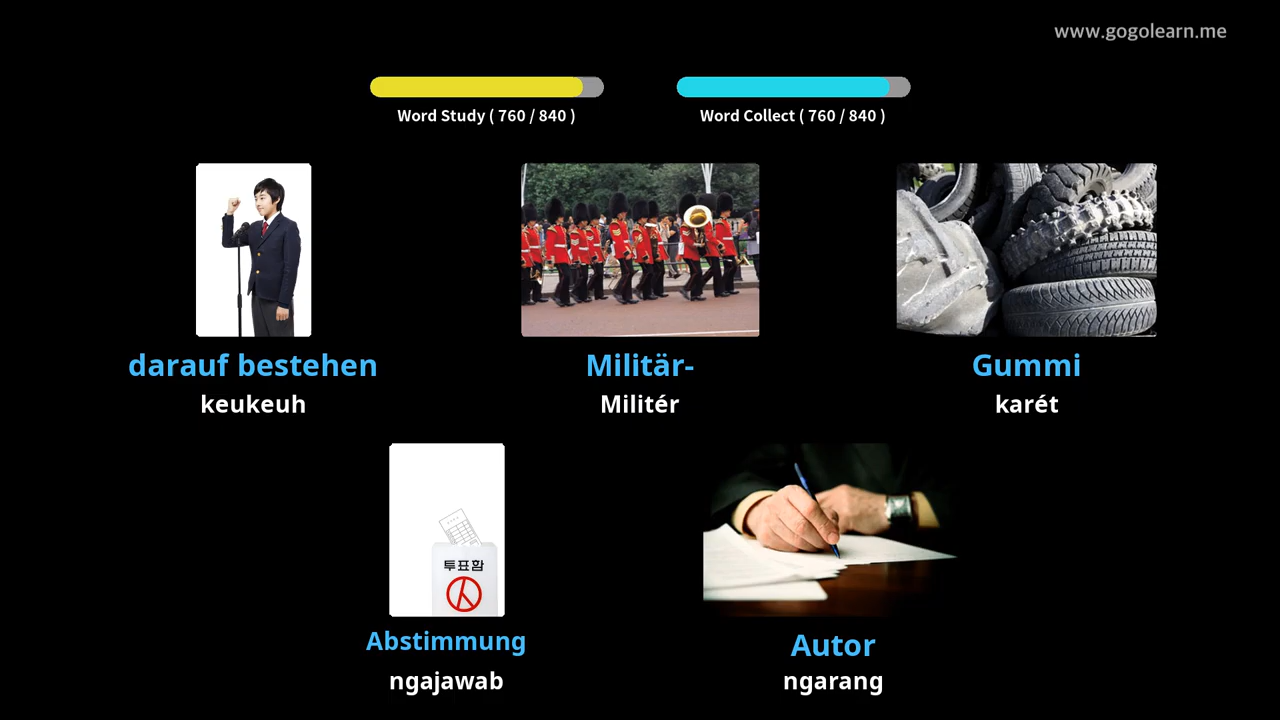 www.gogolearn.me
Word Study ( 760 / 840 )
Word Collect ( 760 / 840 )
darauf bestehen
keukeuh
Militär-
Militér
Gummi
karét
투표함
Abstimmung
ngajawab
Autor
ngarang